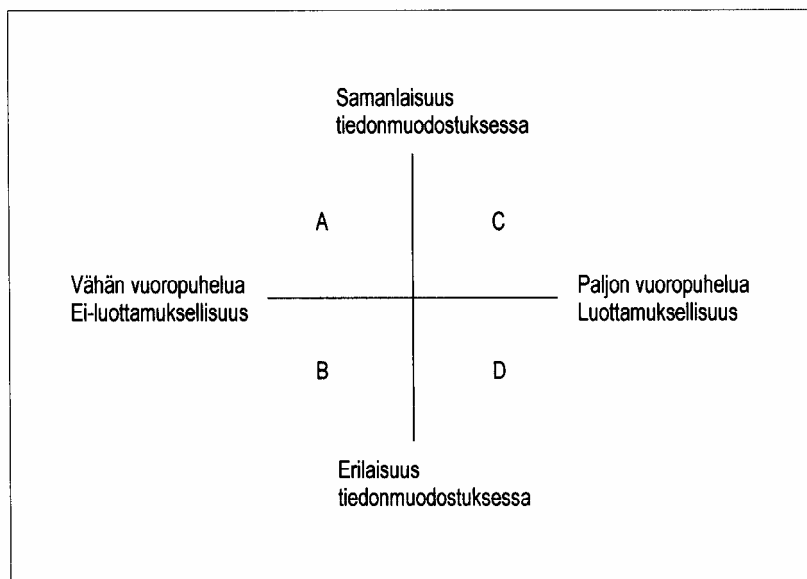 Samanlaisuus
tiedonmuodostuksessa
A
C
Vähän vuoropuhelua
Ei-luottamuksellisuus
Paljon vuoropuhelua
Luottamuksellisuus
B
D
Erilaisuus
tiedonmuodostuksessa